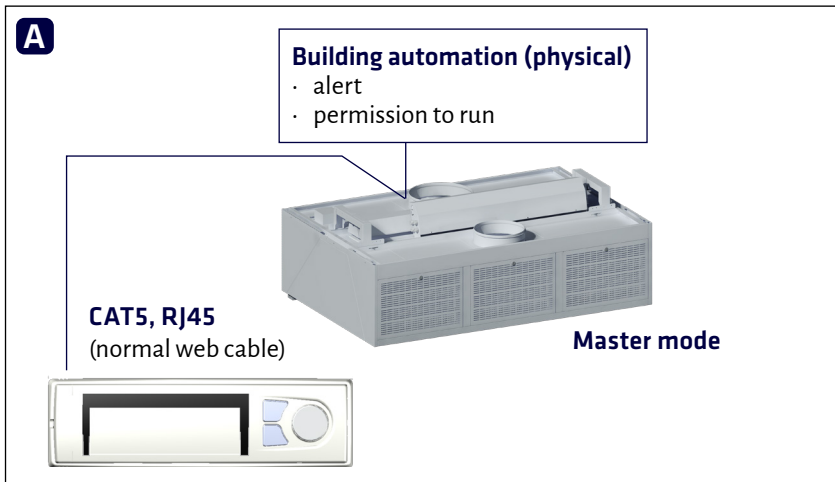 A
Building automation (physical)
· alert
· permission to run
CAT5, RJ45
(normal web cable)
Master mode